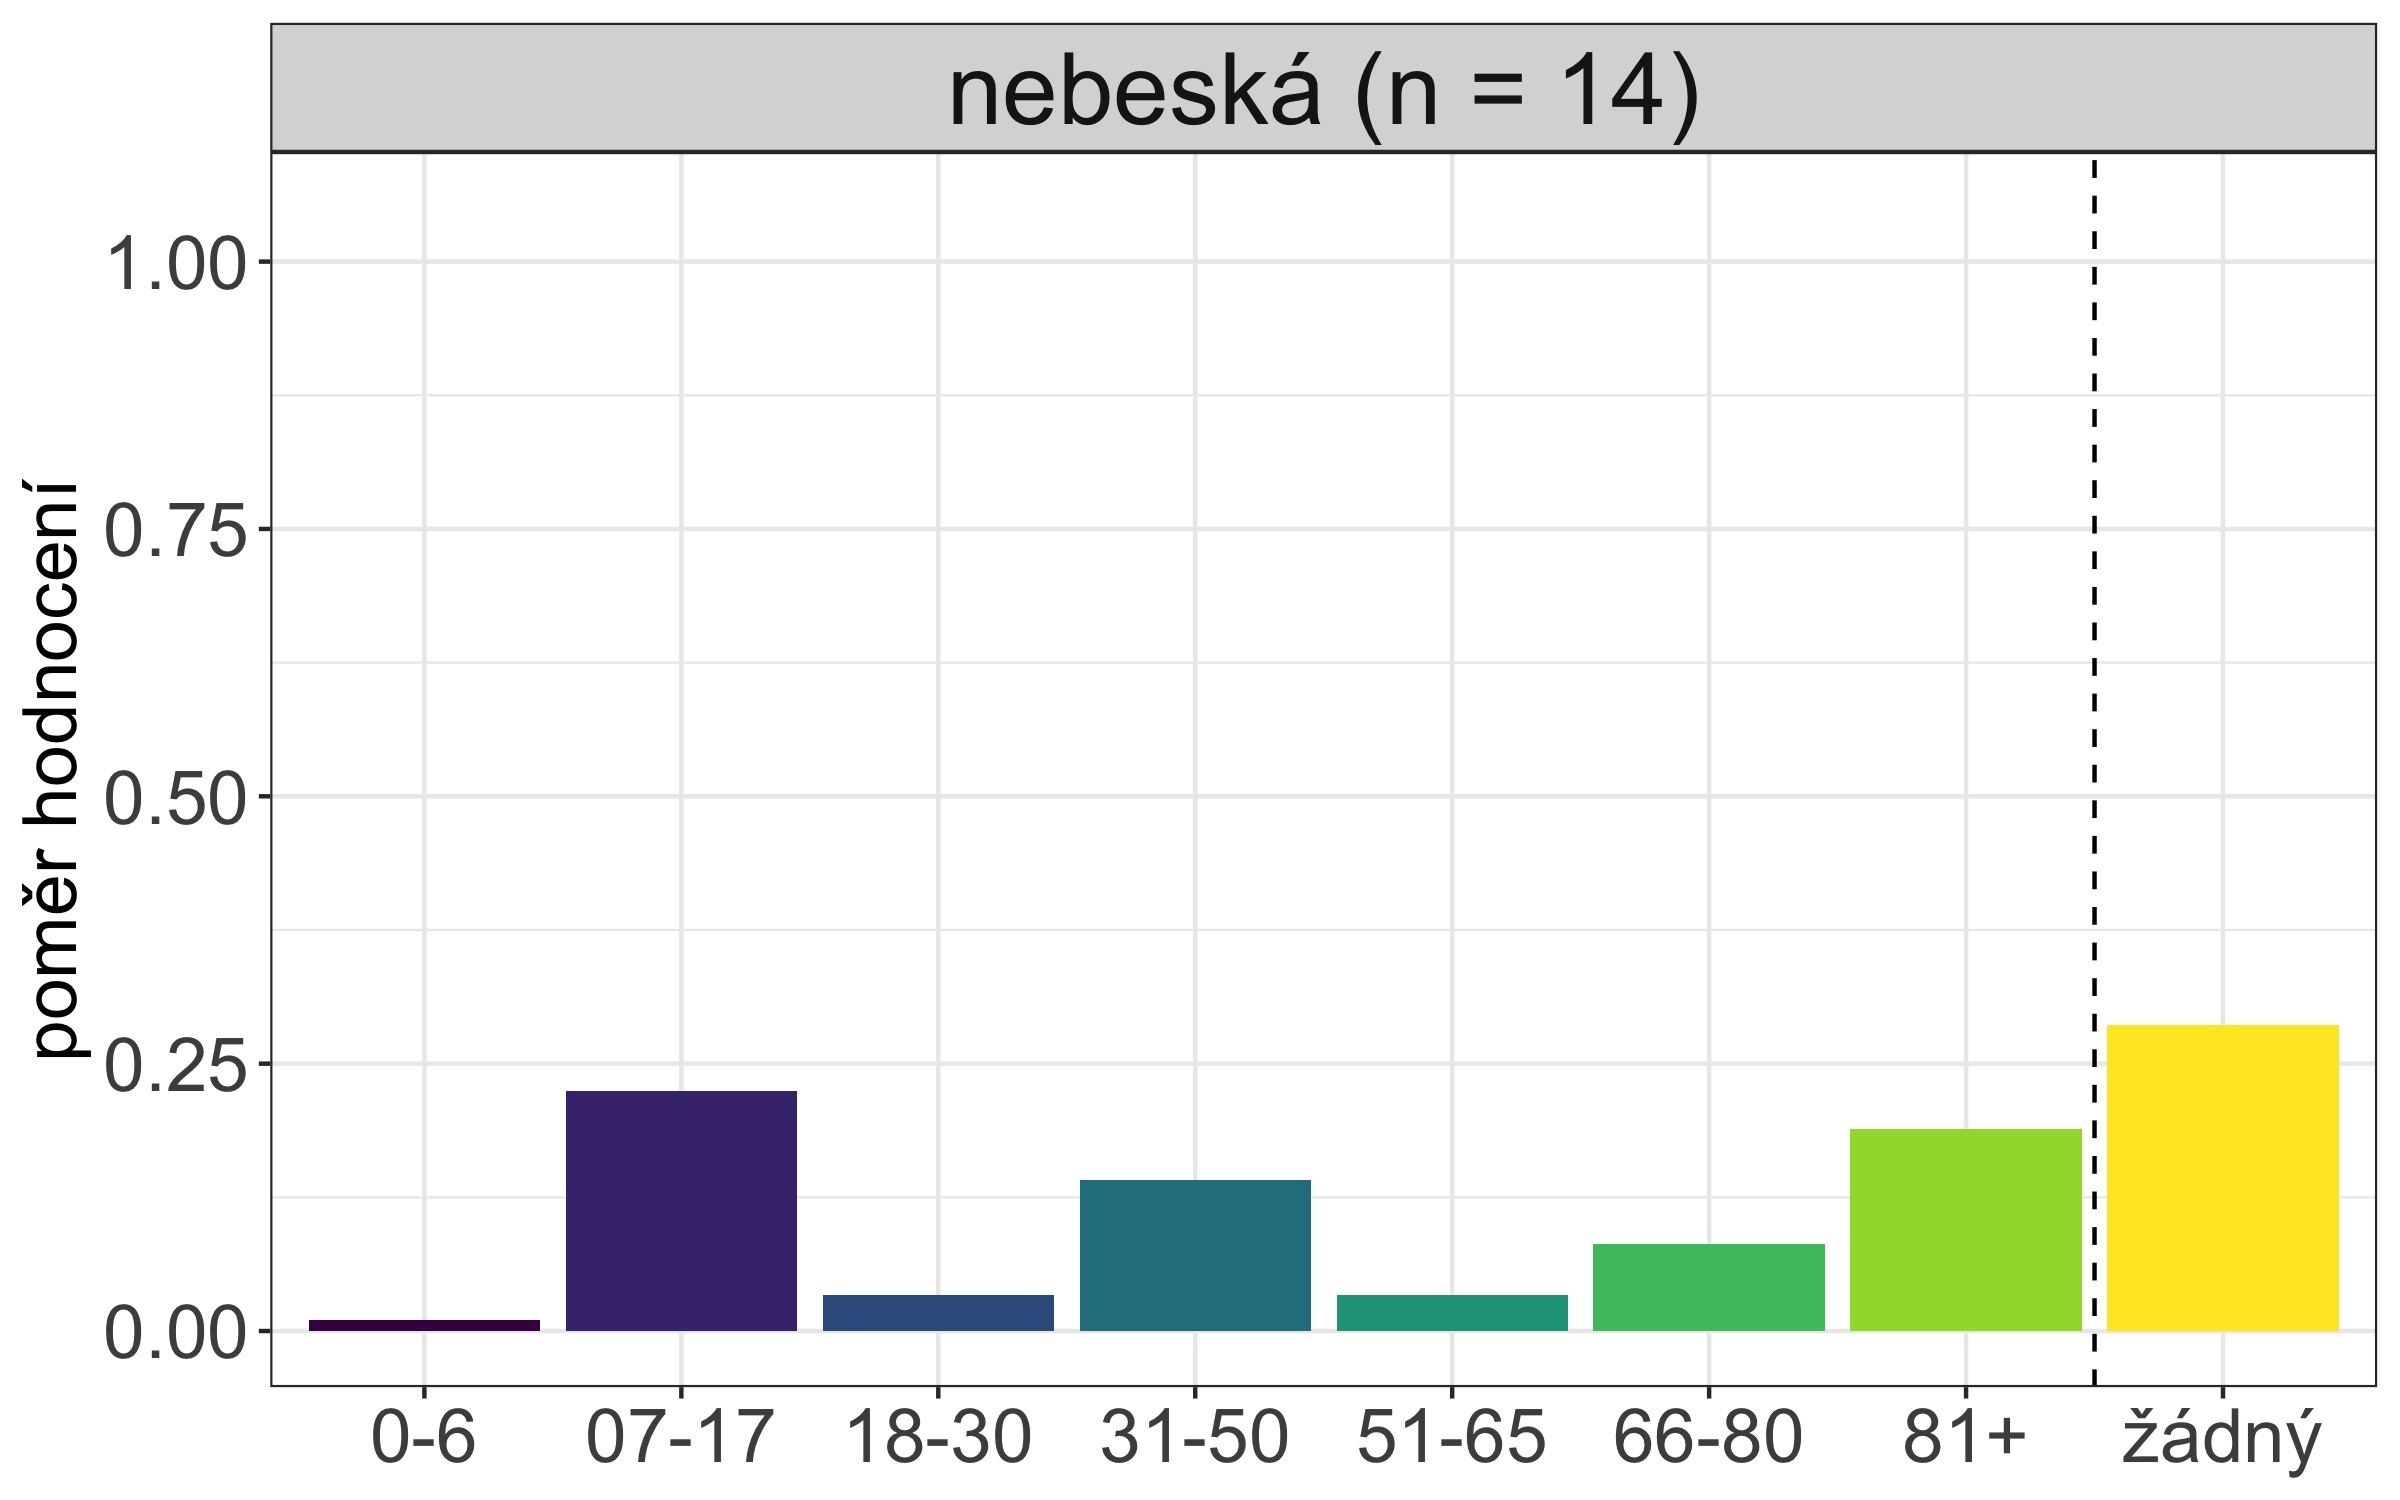 nebeská (n = 14)
poměr hodnocení
1.00
0.75
0.50
0.25
0.00
0-6 07-17 18-30 31-50 51-65 66-80 81+ žádný